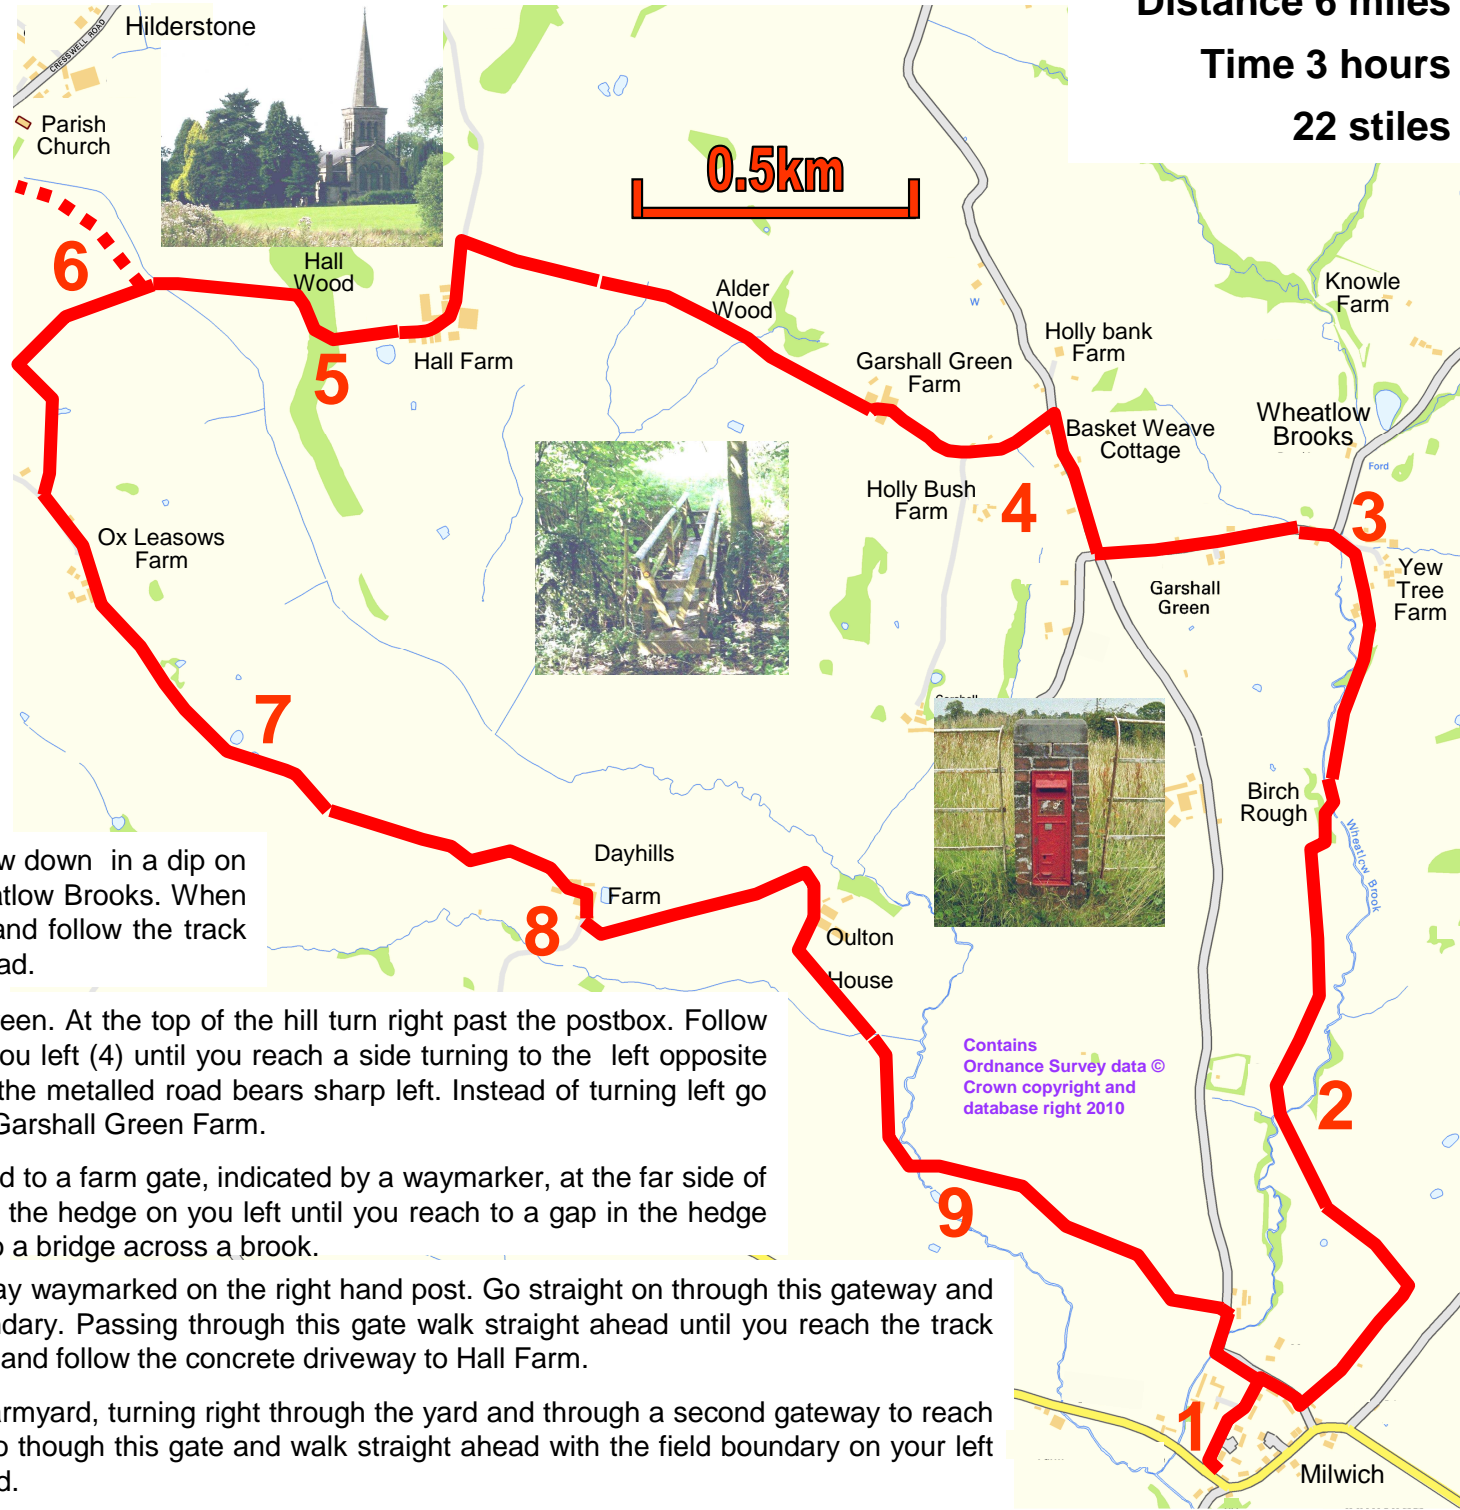 Distance 6 miles
Time 3 hours
22 stiles
Hilderstone
CRESSWELL ROAD
Parish
Church
0.5km
6
Hall
Wood
5
Hall Farm
Alder
Wood
W
Garshall Green
Farm
Holly bank
Farm
Knowle
Farm
Basket Weave
Cottage
Wheatlow
Brooks
Ford
Holly Bush
Farm
4
3
Yew
Tree
Farm
Garshall
Green
Ox Leasows
Farm
7
Birch
Rough
Wheatlow Brook
Dayhills
Farm
8
Oulton
House
Contains
Ordnance Survey data ©
Crown copyright and
database right 2010
2
9
1
Milwich
w down in a dip on
atlow Brooks. When
and follow the track
ad.
een. At the top of the hill turn right past the postbox. Follow
ou left (4) until you reach a side turning to the left opposite
the metalled road bears sharp left. Instead of turning left go
Garshall Green Farm.
d to a farm gate, indicated by a waymarker, at the far side of
the hedge on you left until you reach to a gap in the hedge
o a bridge across a brook.
ay waymarked on the right hand post. Go straight on through this gateway and
ndary. Passing through this gate walk straight ahead until you reach the track
and follow the concrete driveway to Hall Farm.
armyard, turning right through the yard and through a second gateway to reach
o though this gate and walk straight ahead with the field boundary on your left
d.